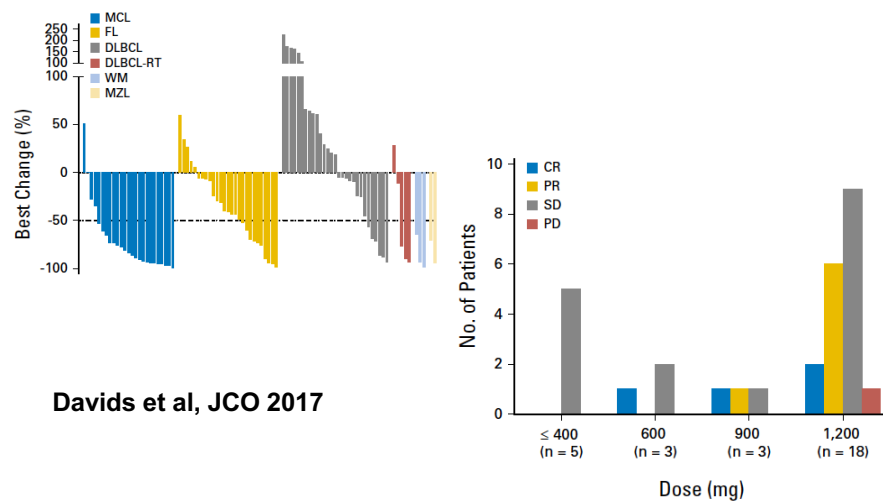 MCL
FL
DLBCL
DLBCL-RT
WM
MZL
250
200
150
100
100
50
0
-50
-100
Best Change (%)
Davids et al, JCO 2017
CR
PR
SD
PD
10
8
6
4
2
0
No. of Patients
≤ 400 600 900 1,200
(n = 5) (n = 3) (n = 3) (n = 18)
Dose (mg)